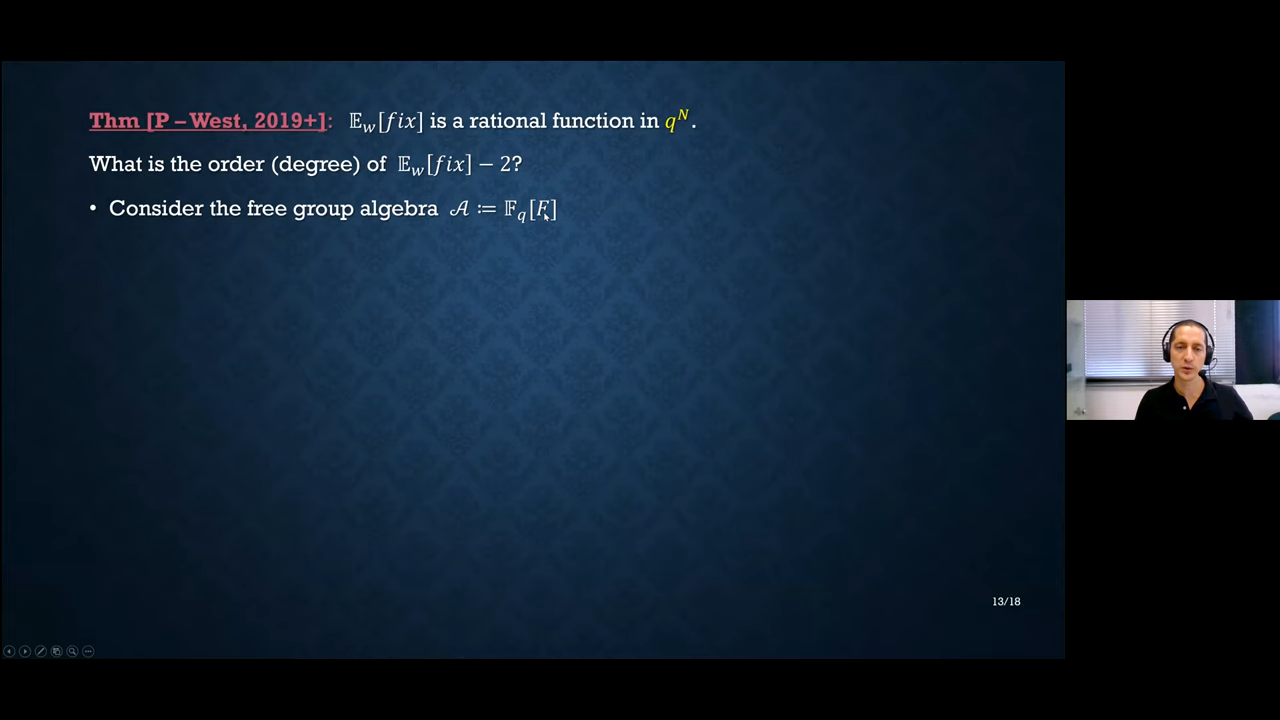 Thm [P – West, 2019+]: 𝔼_w[fix] is a rational function in q^N.
What is the order (degree) of 𝔼_w[fix] − 2?
• Consider the free group algebra 𝒜 ≔ 𝔽_q[F]
13/18